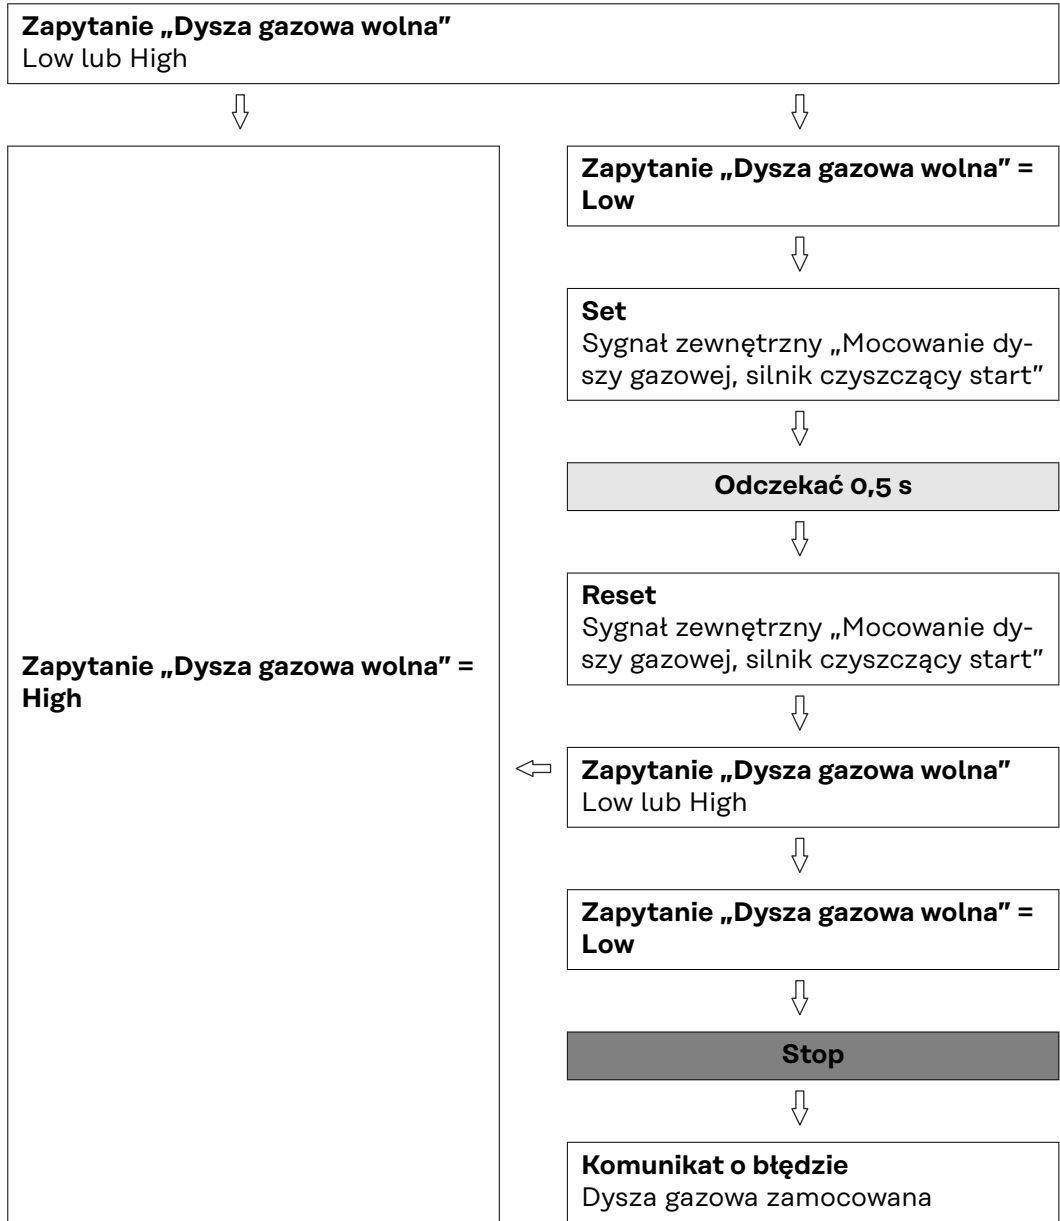 Zapytanie „Dysza gazowa wolna”
Low lub High
Zapytanie „Dysza gazowa wolna” =
High
Zapytanie „Dysza gazowa wolna” =
Low
Set
Sygnał zewnętrzny „Mocowanie dy-
szy gazowej, silnik czyszczący start”
Odczekać 0,5 s
Reset
Sygnał zewnętrzny „Mocowanie dy-
szy gazowej, silnik czyszczący start”
Zapytanie „Dysza gazowa wolna”
Low lub High
Zapytanie „Dysza gazowa wolna” =
Low
Stop
Komunikat o błędzie
Dysza gazowa zamocowana